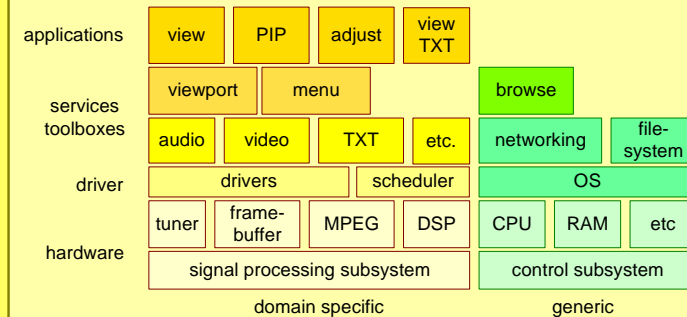 applications
view
PIP
adjust
view
TXT
services
toolboxes
viewport
menu
browse
audio
video
TXT
etc.
networking
file-
system
driver
drivers
scheduler
OS
hardware
tuner
frame-
buffer
MPEG
DSP
CPU
RAM
etc
signal processing subsystem
control subsystem
domain specific
generic